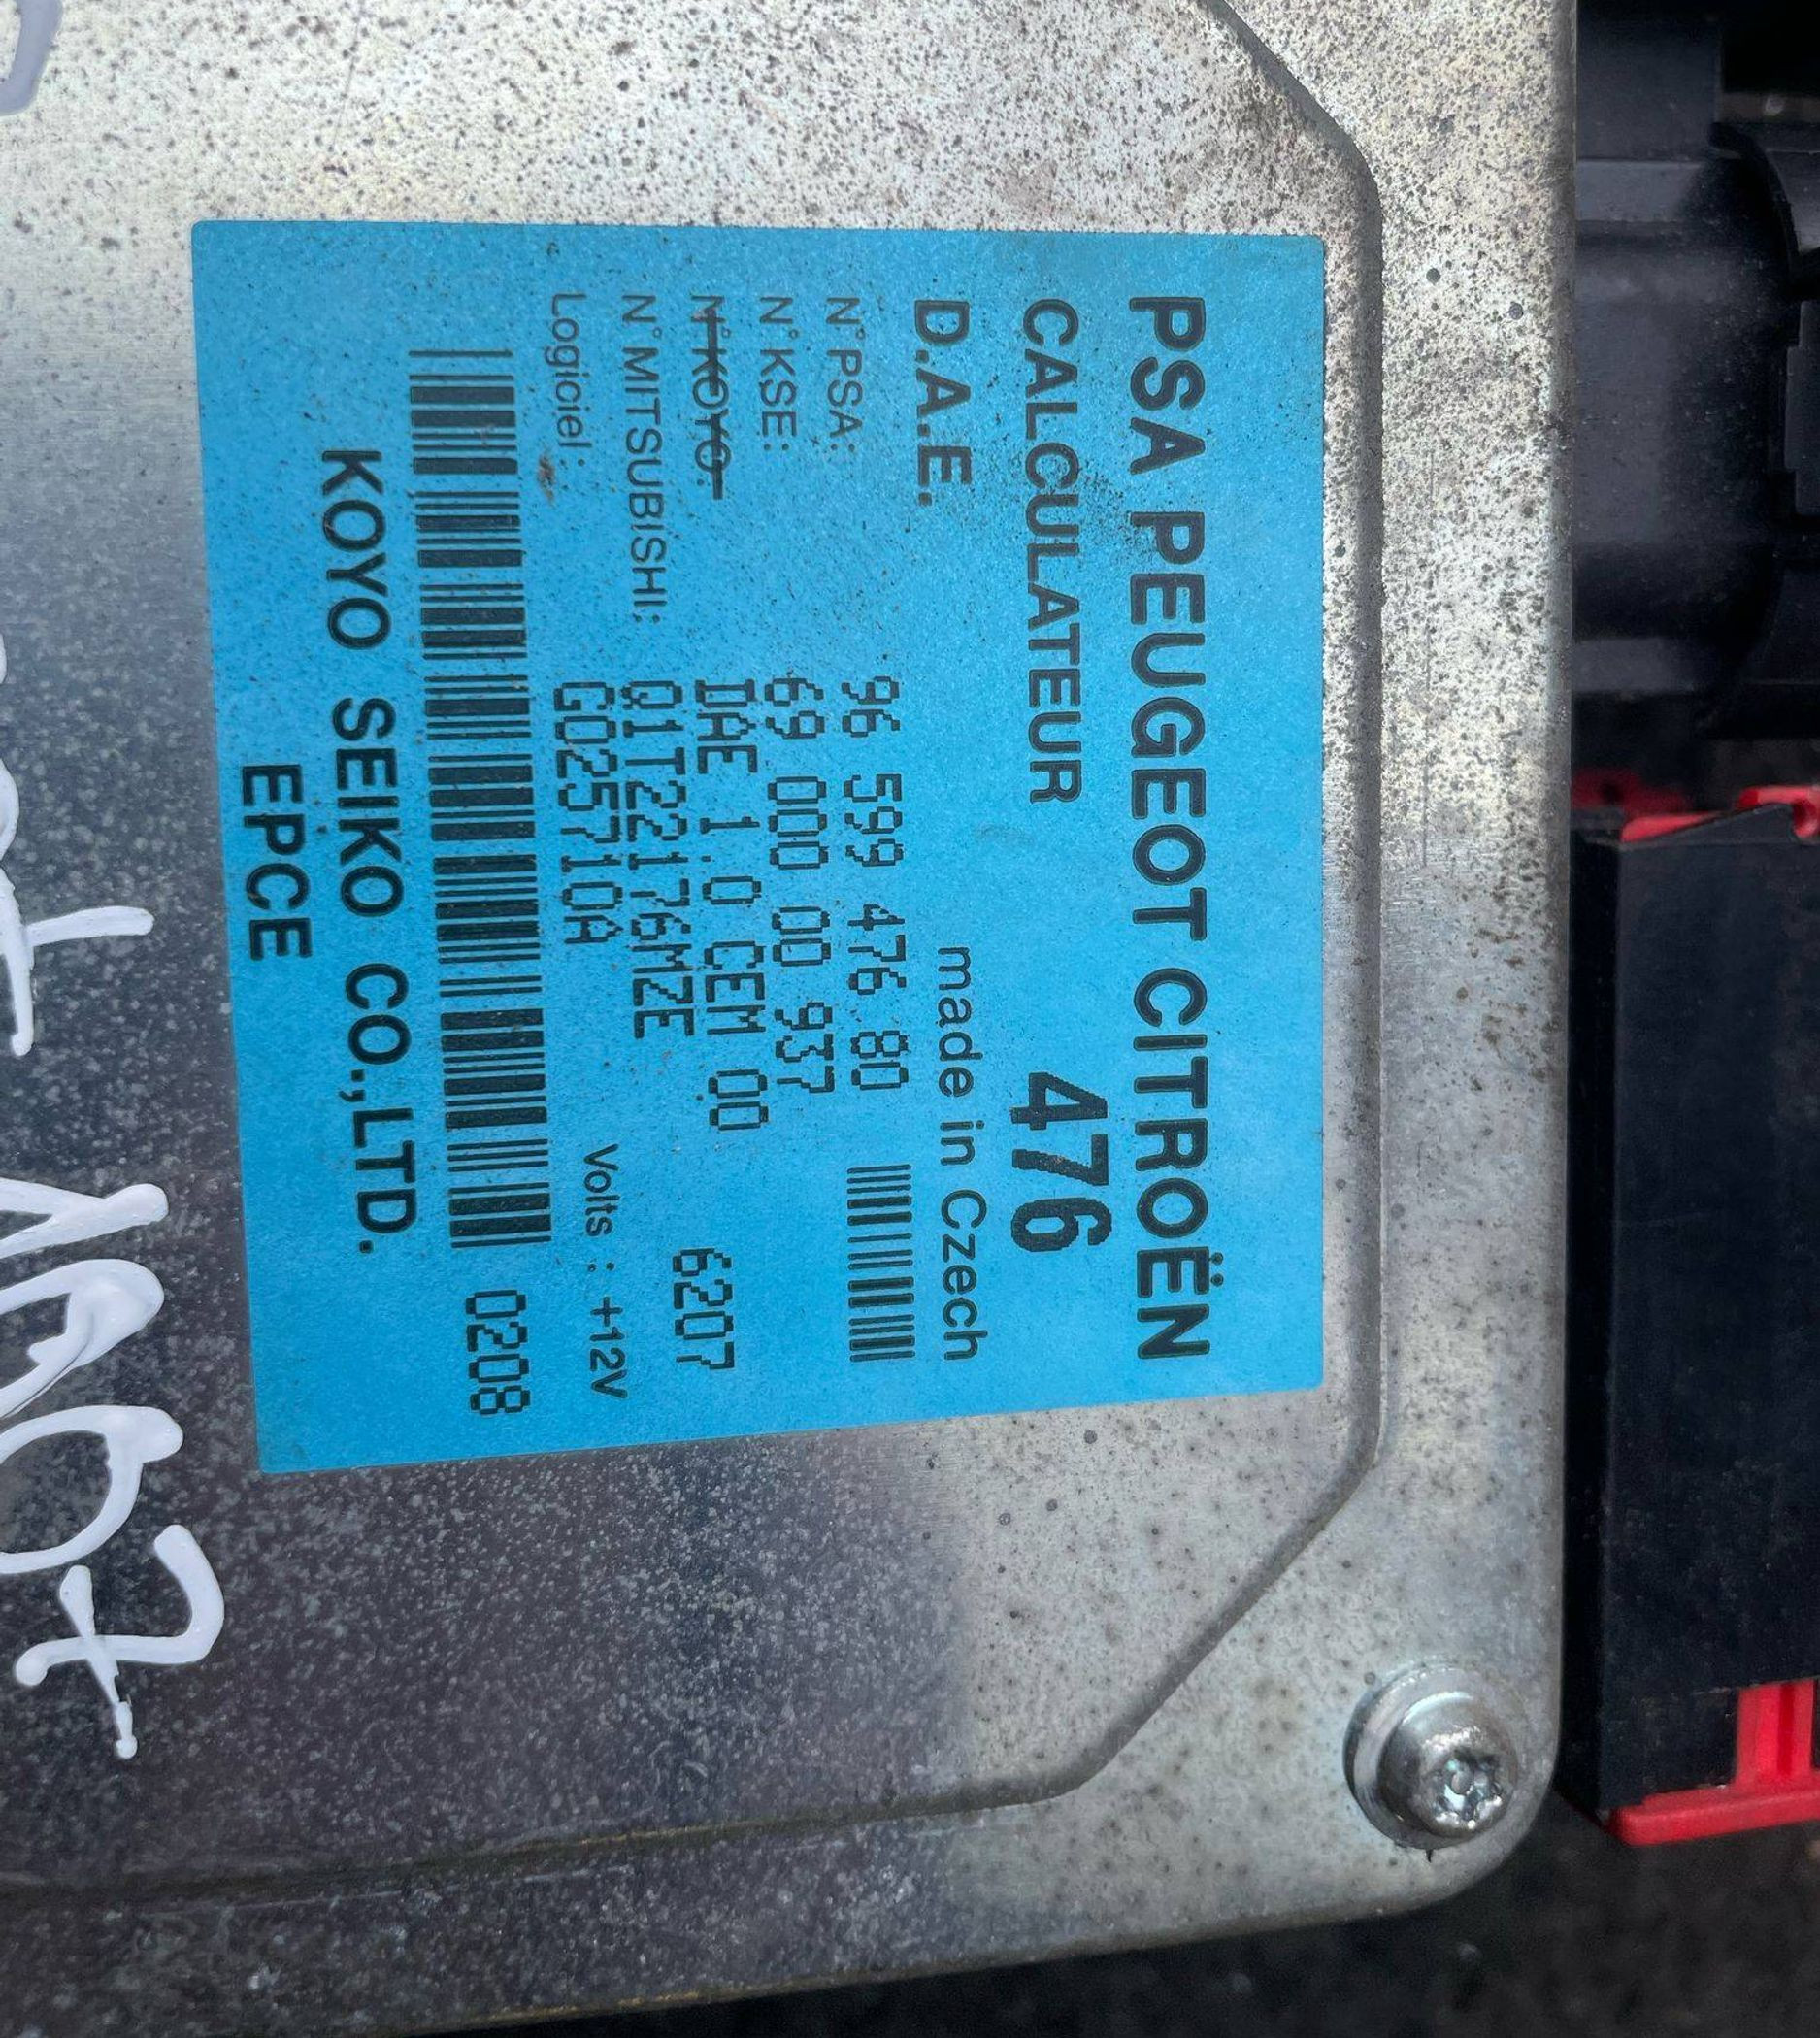 PSA PEUGEOT CITROËN
CALCULATEUR 476
D.A.E. made in Czech
N° PSA: 96 599 476 80
N° KSE: 69 000 00 937
N° KOYO: DAE 1.0 CEM 00
N° MITSUBISHI: Q1T22176MZE 6207
Logiciel: G025710A Volts : +12V
0208
KOYO SEIKO CO.,LTD.
EPCE